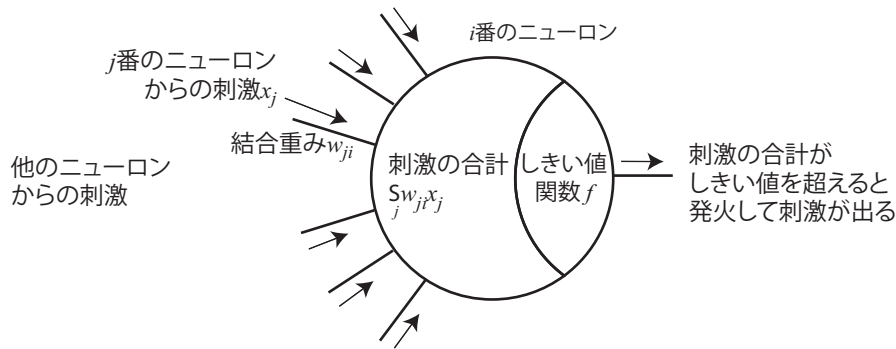 i番のニューロン
j番のニューロン
からの刺激xj
結合重みwji
他のニューロン
からの刺激
刺激の合計
S wji xj
j
しきい値
関数 f
刺激の合計が
しきい値を超えると
発火して刺激が出る